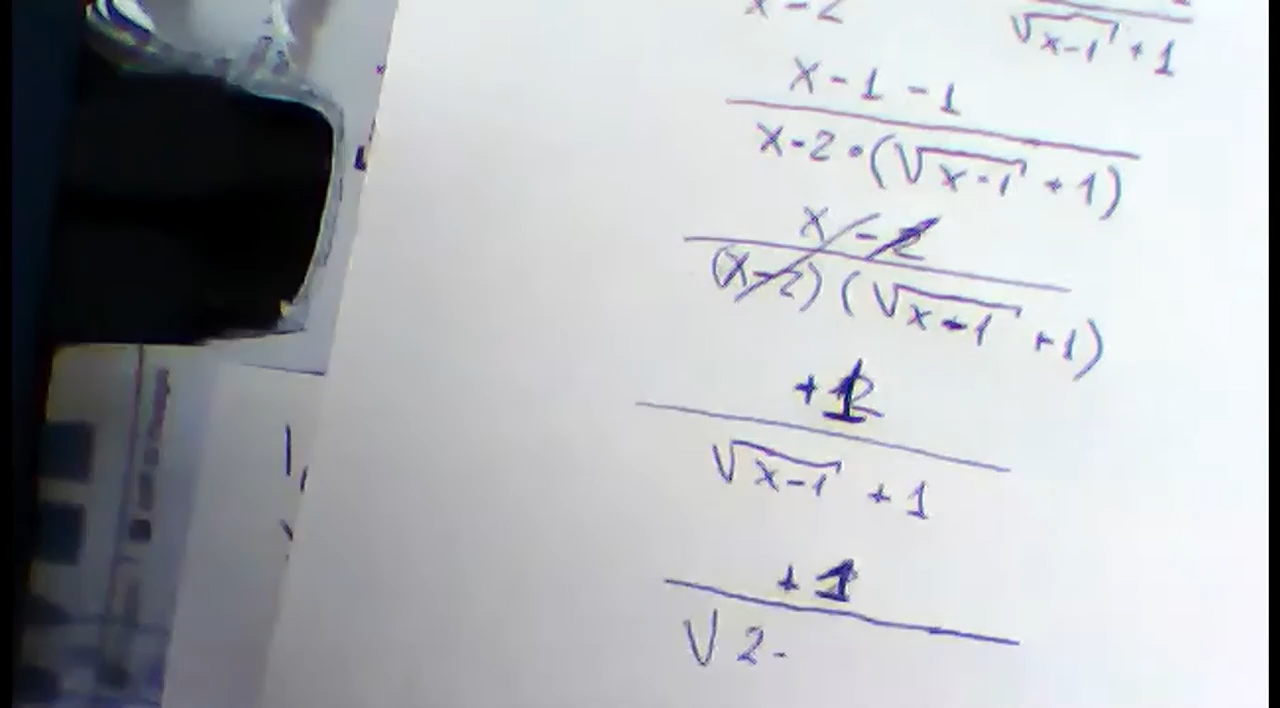 x-2 √x-1 + 1
x-1-1
x-2•(√x-1 + 1)
x-2
(x-2) (√x-1 + 1)
+1
√x-1 + 1
+1
√2-